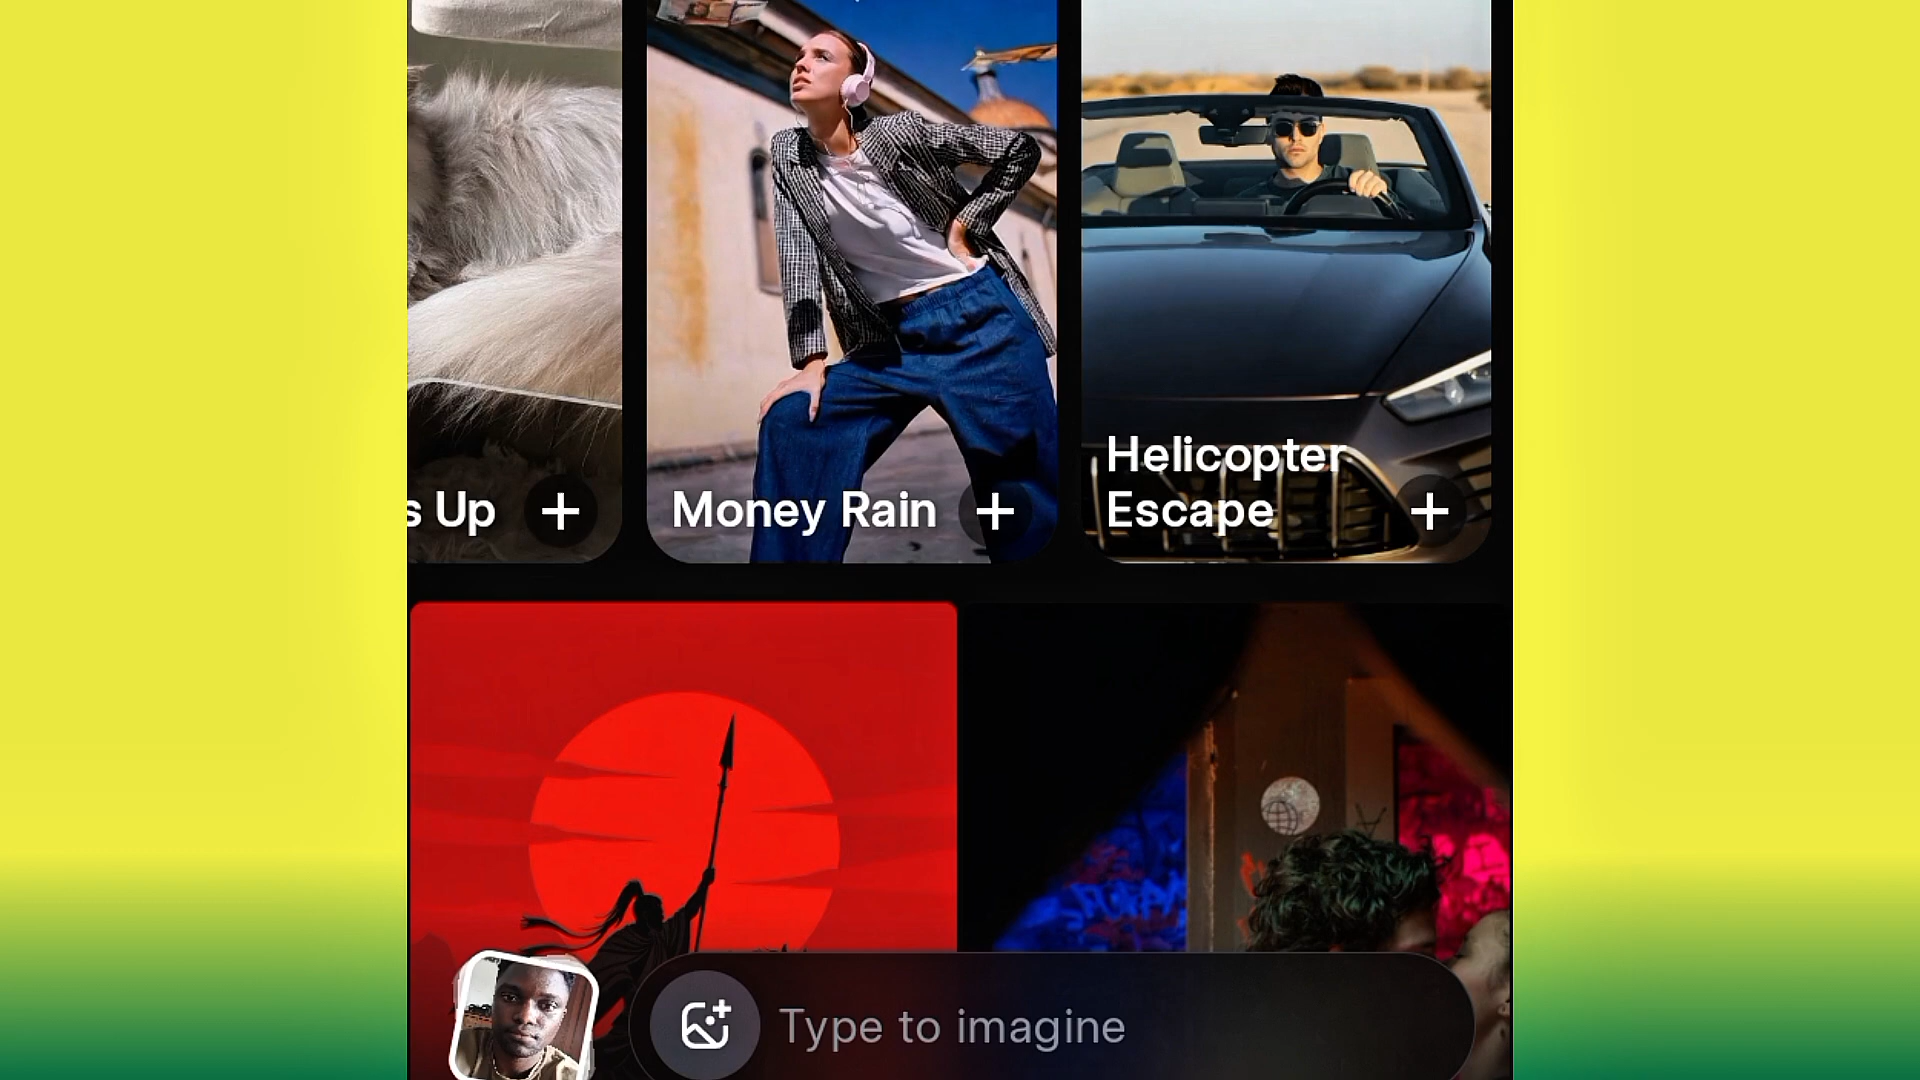 s Up
Money Rain
Helicopter
Escape
Type to imagine